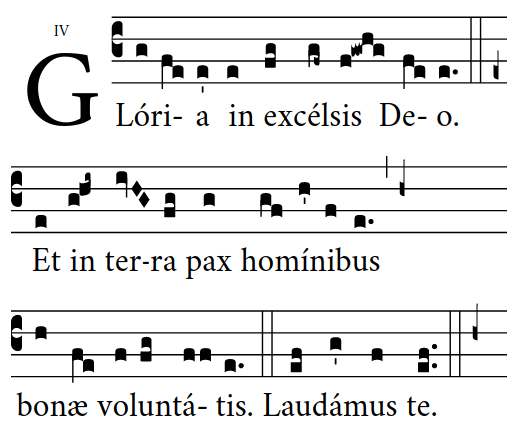 IV
GLóri- a in excélsis De- o.
Et in ter-ra pax homínibus
bonæ voluntá- tis. Laudámus te.